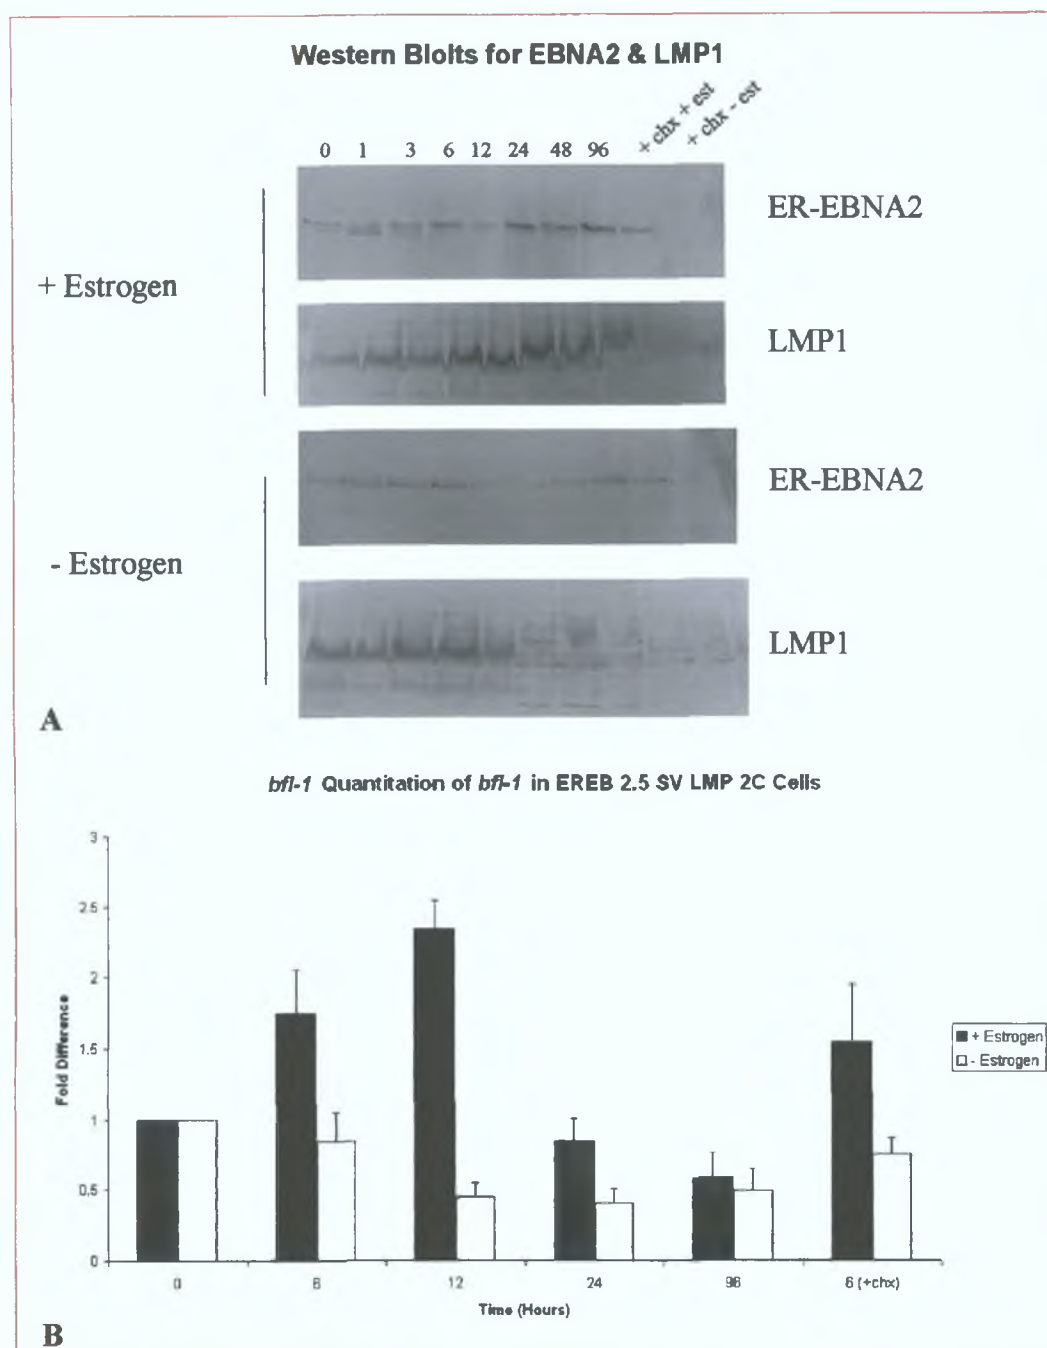 Western Blolts for EBNA2 & LMP1
0 1 3 6 12 24 48 96 + chx + est + chx - est
ER-EBNA2
+ Estrogen
LMP1
ER-EBNA2
- Estrogen
LMP1
A
bfl-1 Quantitation of bfl-1 in EREB 2.5 SV LMP 2C Cells
3
2.5
2
1.5
1
0.5
0
Fold Difference
+ Estrogen
- Estrogen
0 6 12 24 96 6 (+chx)
Time (Hours)
B